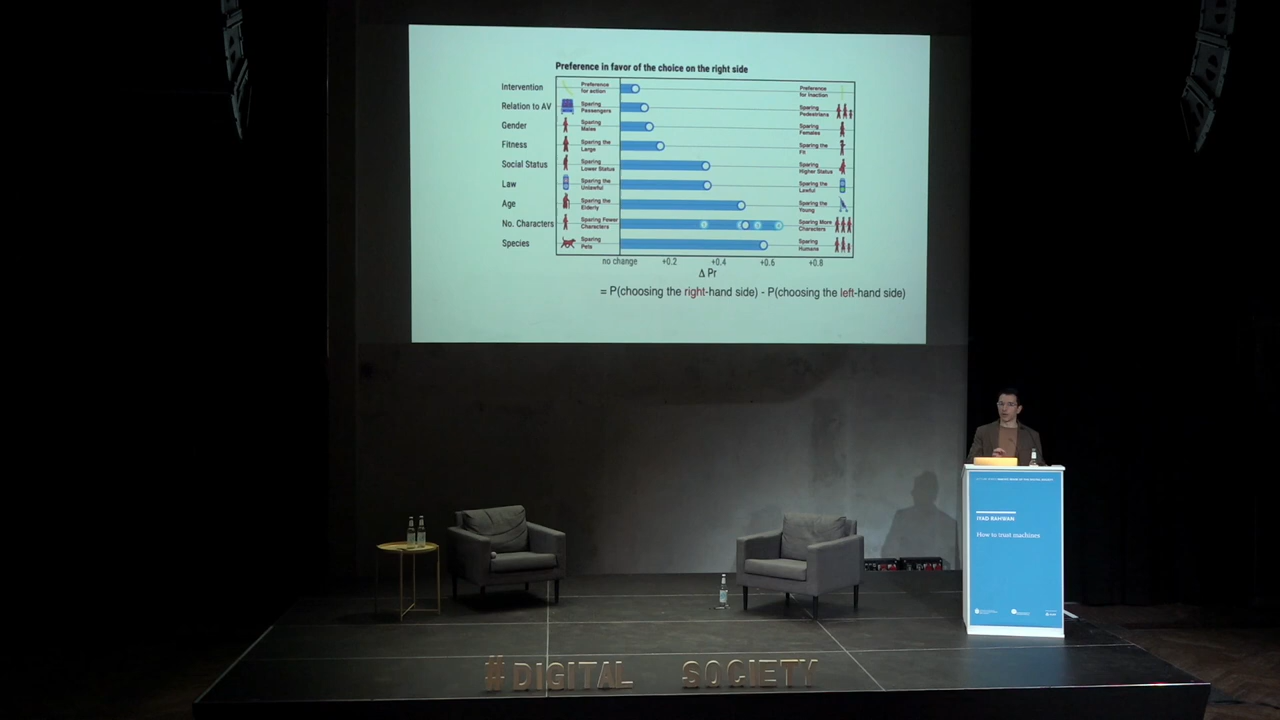 Preference in favor of the choice on the right side
Intervention
Preference
for action
Preference
for inaction
Relation to AV
Sparing
Passengers
Sparing
Pedestrians
Gender
Sparing
Males
Sparing
Females
Fitness
Sparing the
Large
Sparing the
Fit
Social Status
Sparing
Lower Status
Sparing
Higher Status
Law
Sparing the
Unlawful
Sparing the
Lawful
Age
Sparing the
Elderly
Sparing the
Young
No. Characters
Sparing Fewer
Characters
Sparing More
Characters
Species
Sparing
Pets
Sparing
Humans
no change +0.2 +0.4 +0.6 +0.8
Δ Pr
= P(choosing the right-hand side) - P(choosing the left-hand side)
IYAD RAHWAN
How to trust machines
#DIGITAL SOCIETY